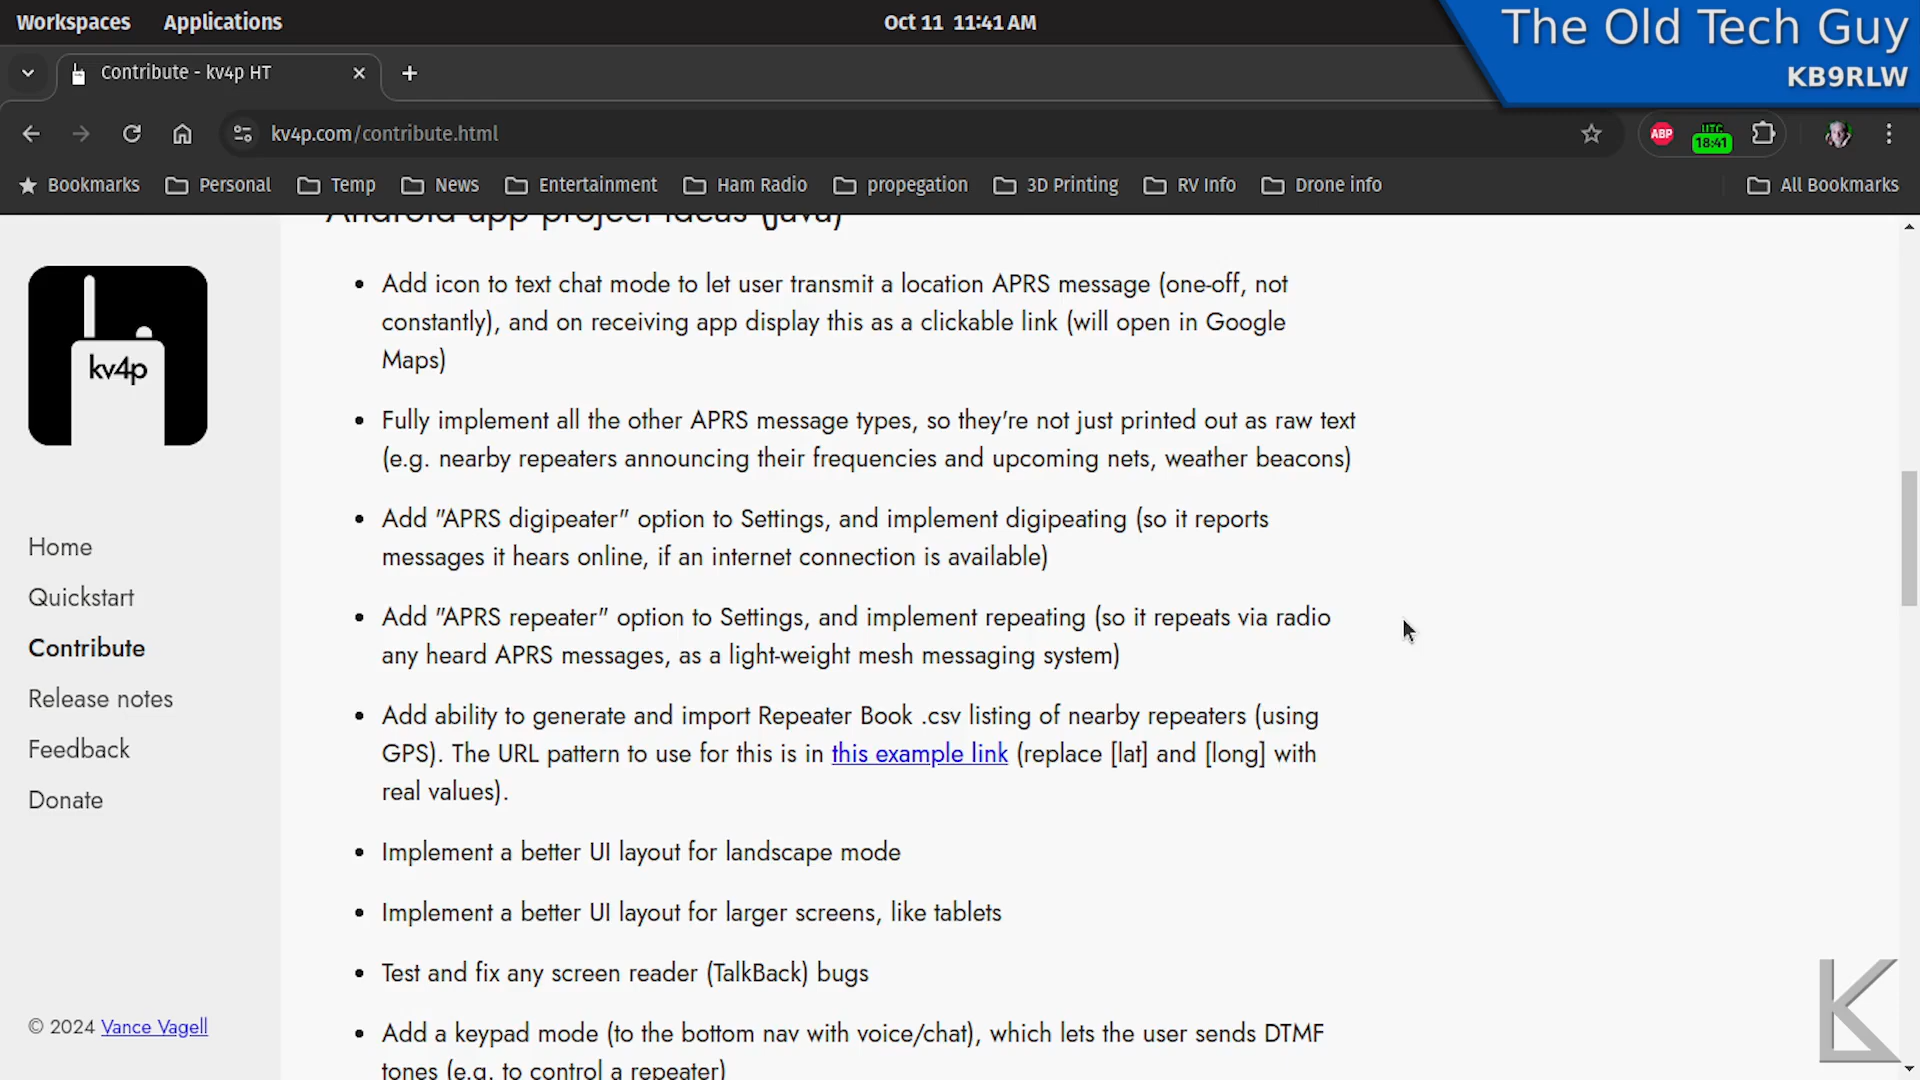 Workspaces Applications Oct 11 11:41 AM
The Old Tech Guy
KB9RLW
Contribute - kv4p HT
kv4p.com/contribute.html
ABP
UTC
18:41
Bookmarks Personal Temp News Entertainment Ham Radio propegation 3D Printing RV Info Drone info All Bookmarks
Android app project ideas (Java)
kv4p
Home
Quickstart
Contribute
Release notes
Feedback
Donate
© 2024 Vance Vagell
• Add icon to text chat mode to let user transmit a location APRS message (one-off, not
constantly), and on receiving app display this as a clickable link (will open in Google
Maps)
• Fully implement all the other APRS message types, so they're not just printed out as raw text
(e.g. nearby repeaters announcing their frequencies and upcoming nets, weather beacons)
• Add "APRS digipeater" option to Settings, and implement digipeating (so it reports
messages it hears online, if an internet connection is available)
• Add "APRS repeater" option to Settings, and implement repeating (so it repeats via radio
any heard APRS messages, as a light-weight mesh messaging system)
• Add ability to generate and import Repeater Book .csv listing of nearby repeaters (using
GPS). The URL pattern to use for this is in this example link (replace [lat] and [long] with
real values).
• Implement a better UI layout for landscape mode
• Implement a better UI layout for larger screens, like tablets
• Test and fix any screen reader (TalkBack) bugs
• Add a keypad mode (to the bottom nav with voice/chat), which lets the user sends DTMF
tones (e.g. to control a repeater)
K